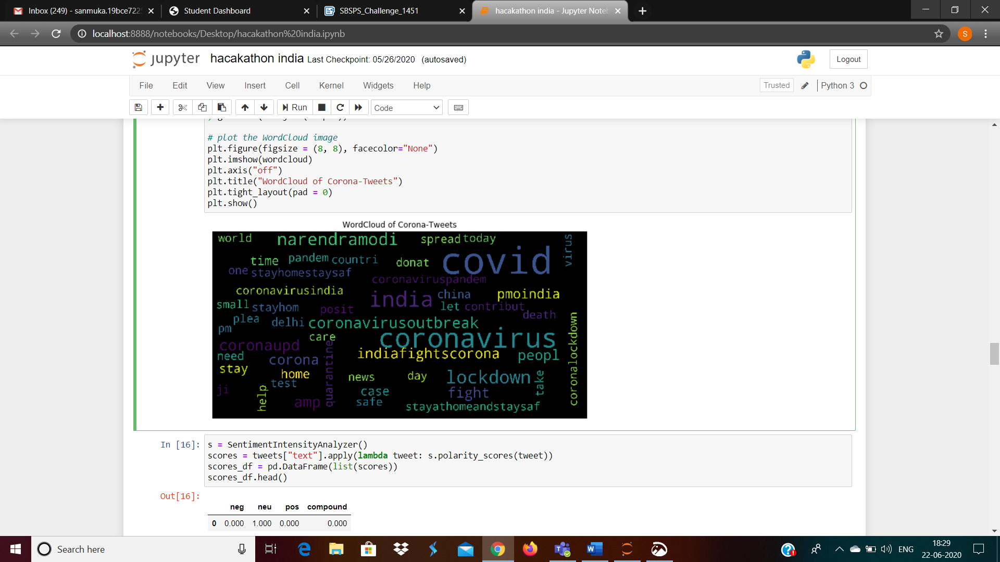 Inbox (249) - sanmuka.19bce722
Student Dashboard
SBSPS_Challenge_1451
hacakathon india - Jupyter Note
localhost:8888/notebooks/Desktop/hacakathon%20india.ipynb
S
jupyter hacakathon india Last Checkpoint: 05/26/2020 (autosaved)
Logout
File Edit View Insert Cell Kernel Widgets Help
Trusted Python 3
Run Code
# plot the WordCloud image
plt.figure(figsize = (8, 8), facecolor="None")
plt.imshow(wordcloud)
plt.axis("off")
plt.title("WordCloud of Corona-Tweets")
plt.tight_layout(pad = 0)
plt.show()
WordCloud of Corona-Tweets
world narendramodi spread today virus
time pandem countri donat covid
one stayhomestaysaf
coronaviruspandem
coronavirusindia india china pmoindia
small stayhom posit let contribut
plea delhi death
pm coronavirusoutbreak
care coronavirus coronalockdown
coronaupd
need corona quarantine indiafightscorona peopl
stay home news day lockdown take
ji help test case fight
amp safe stayathomeandstaysaf
In [16]: s = SentimentIntensityAnalyzer()
scores = tweets["text"].apply(lambda tweet: s.polarity_scores(tweet))
scores_df = pd.DataFrame(list(scores))
scores_df.head()
Out[16]:
neg neu pos compound
0 0.000 1.000 0.000 0.000
Search here
ENG
18:29
22-06-2020